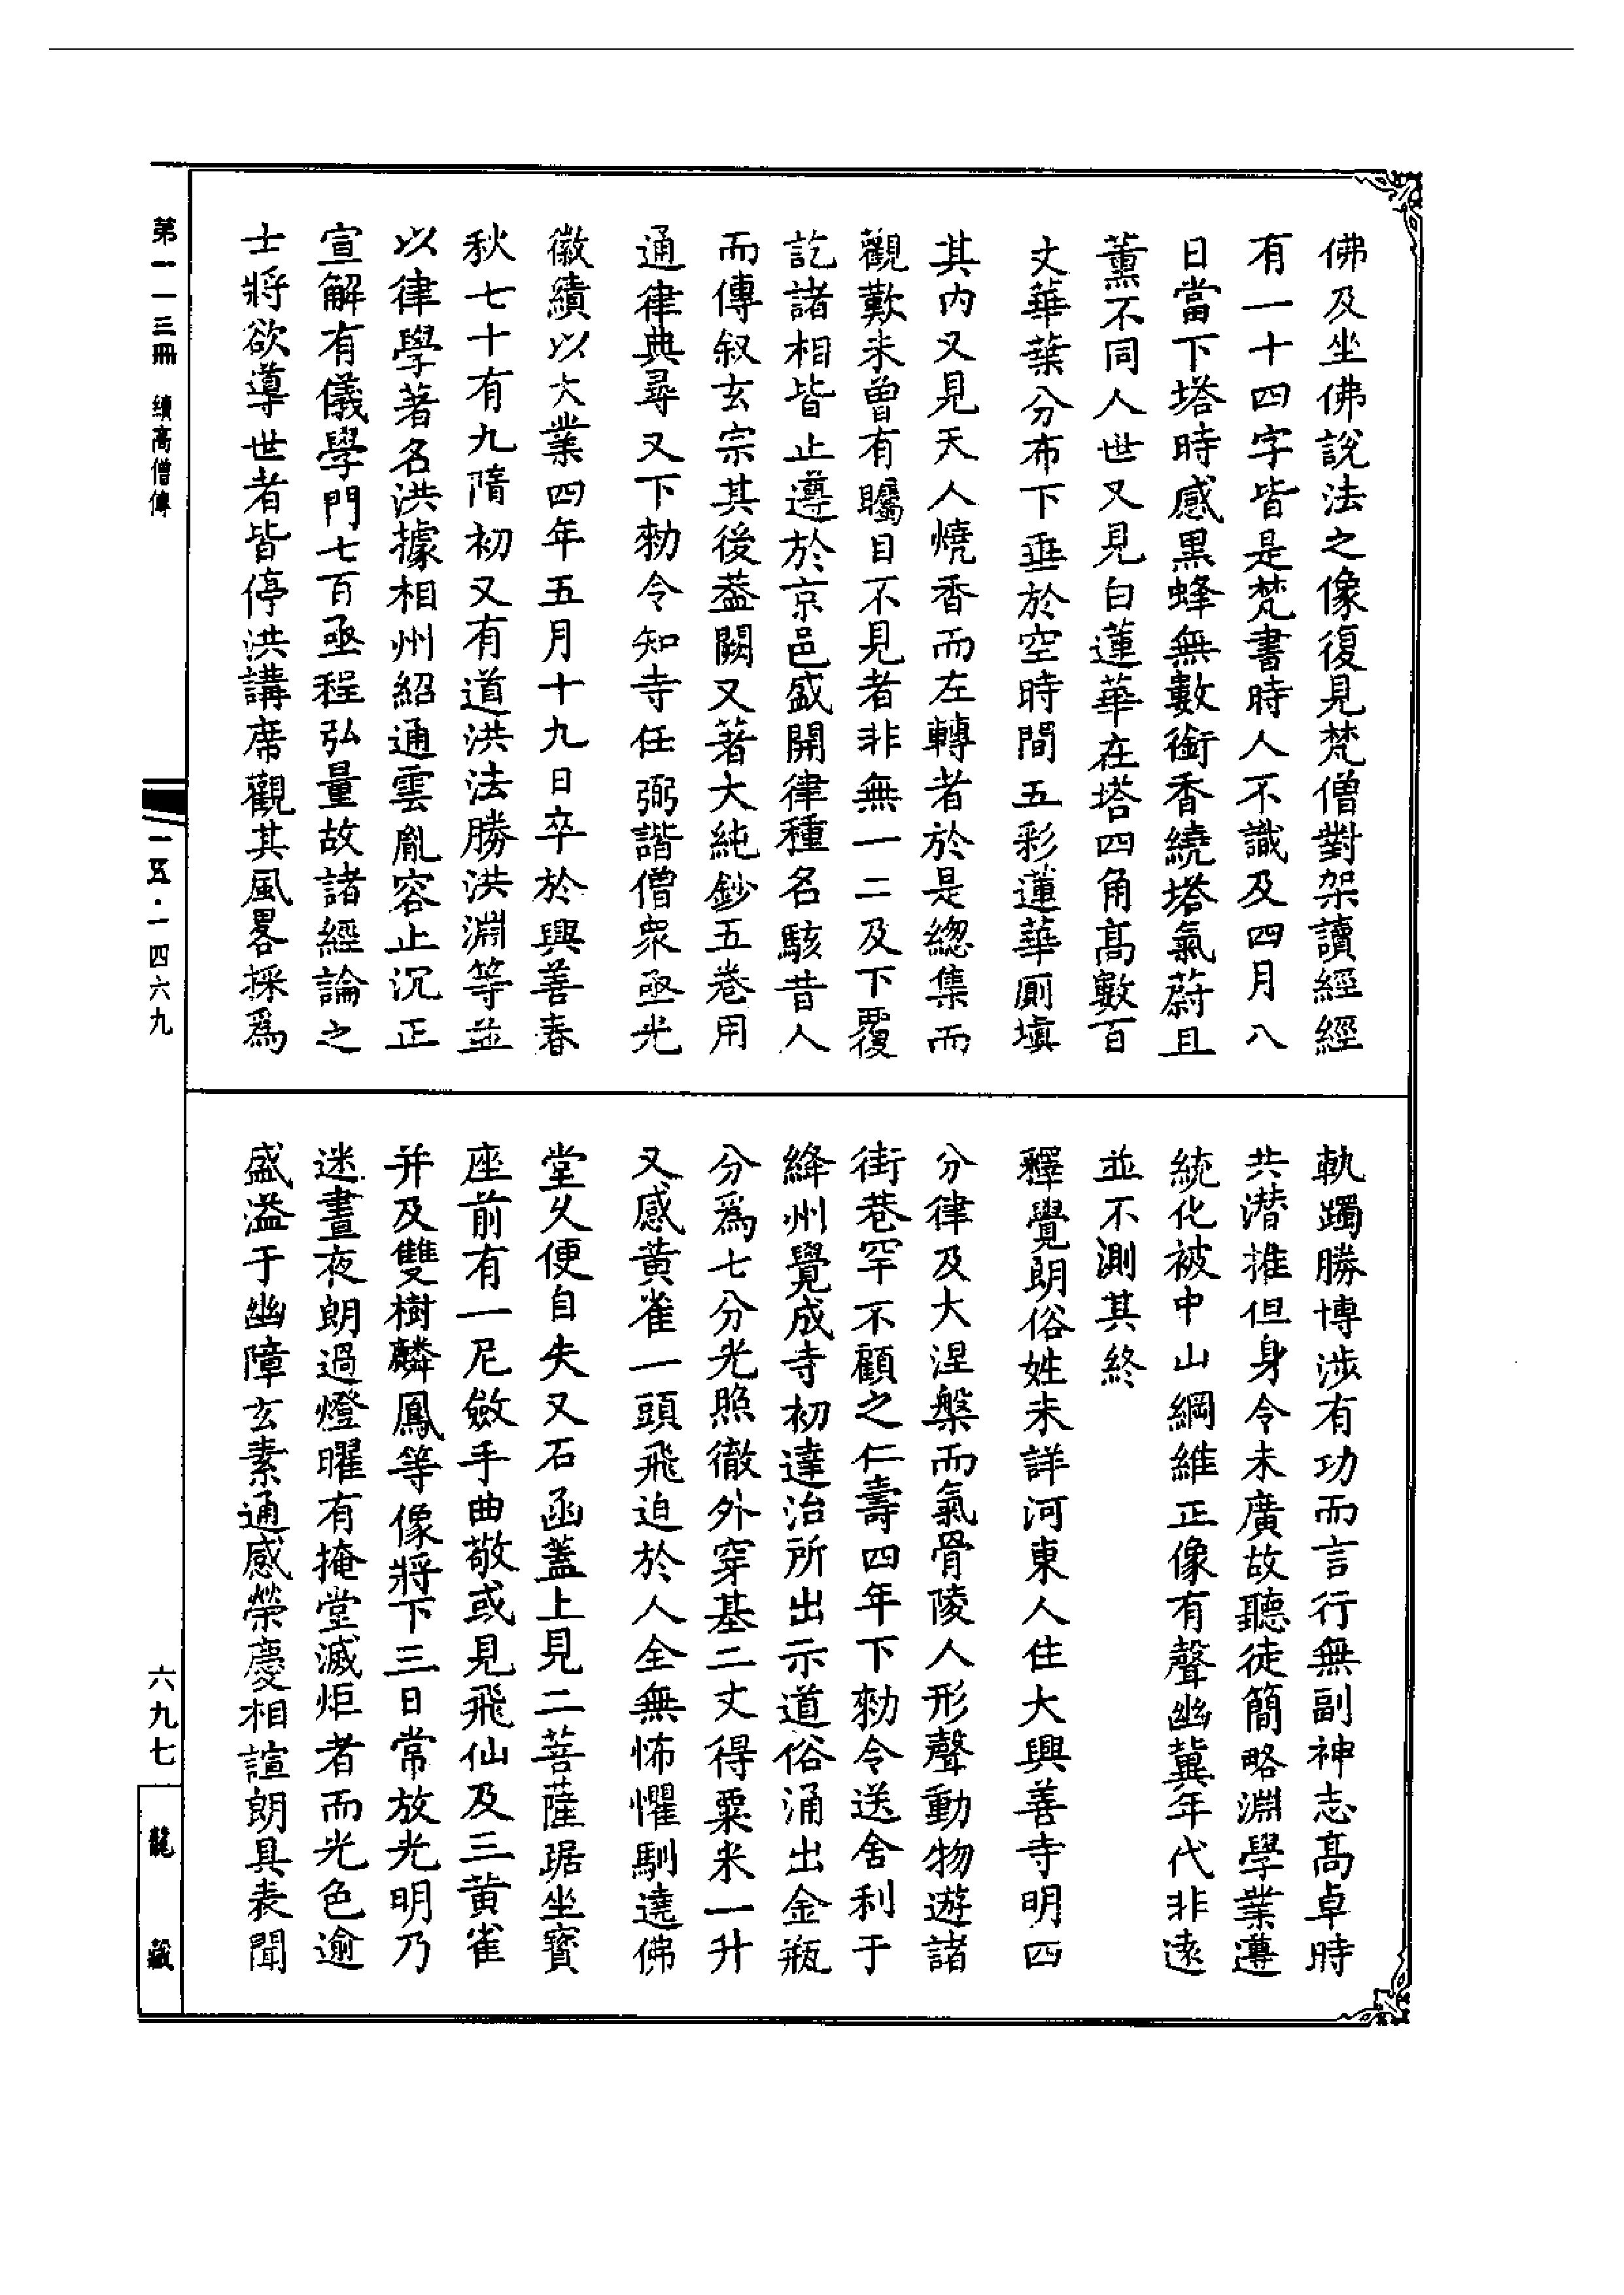 佛及坐佛說法之像復見梵僧對架讀經經
有一十四字皆是梵書時人不識及四月八
日當下塔時感黑蜂無數銜香繞塔氣蔚且
薰不同人世又見白蓮華在塔四角高數百
丈華葉分布下垂於空時間五彩蓮華廁塡
其内又見天人燒香而左轉者於是總集而
觀歎未曾有矚目不見者非無一二及下覆
訖諸相皆止遵於京邑盛開律種名駭昔人
而傳叙玄宗其後葢闕又著大純鈔五卷用
通律典尋又下勑令知寺任弼諧僧衆亟光
徽績以大業四年五月十九日卒於興善春
秋七十有九隋初又有道洪法勝洪淵等並
以律學著名洪據相州紹通雲胤容止沉正
宣解有儀學門七百亟程弘量故諸經論之
士將欲導世者皆停洪講席觀其風畧採爲
軌躅勝博涉有功而言行無副神志高卓時
共潛推但身令未廣故聽徒簡略淵學業遵
統化被中山綱維正像有聲幽冀年代非遠
並不測其終
釋覺朗俗姓未詳河東人住大興善寺明四
分律及大涅槃而氣骨陵人形聲動物遊諸
街巷罕不顧之仁壽四年下勑令送舍利于
絳州覺成寺初達治所出示道俗涌出金瓶
分爲七分光照徹外穿基二丈得粟米一升
又感黃雀一頭飛迫於人全無怖懼馴遶佛
堂久便自失又石函蓋上見二菩薩踞坐寶
座前有一尼斂手曲敬或見飛仙及三黃雀
并及雙樹麟鳳等像將下三日常放光明乃
迷晝夜朗過燈曜有掩堂滅炬者而光色逾
盛溢于幽障玄素通感榮慶相諠朗具表聞
第一一三冊 續高僧傳
一五·一四六九
六九七
龍藏